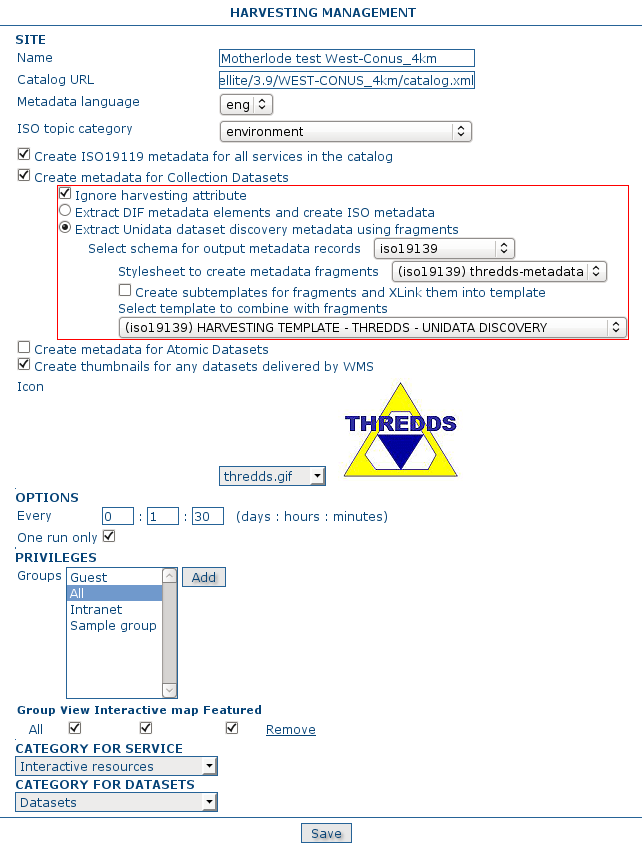 HARVESTING MANAGEMENT
SITE
Name Motherlode test West-Conus_4km
Catalog URL ellite/3.9/WEST-CONUS_4km/catalog.xml
Metadata language eng
ISO topic category environment
Create ISO19119 metadata for all services in the catalog
Create metadata for Collection Datasets
Ignore harvesting attribute
Extract DIF metadata elements and create ISO metadata
Extract Unidata dataset discovery metadata using fragments
Select schema for output metadata records iso19139
Stylesheet to create metadata fragments (iso19139) thredds-metadata
Create subtemplates for fragments and XLink them into template
Select template to combine with fragments
(iso19139) HARVESTING TEMPLATE - THREDDS - UNIDATA DISCOVERY
Create metadata for Atomic Datasets
Create thumbnails for any datasets delivered by WMS
Icon
THREDDS
thredds.gif
OPTIONS
Every 0 : 1 : 30 (days : hours : minutes)
One run only
PRIVILEGES
Groups Guest Add
All
Intranet
Sample group
Group View Interactive map Featured
All Remove
CATEGORY FOR SERVICE
Interactive resources
CATEGORY FOR DATASETS
Datasets
Save